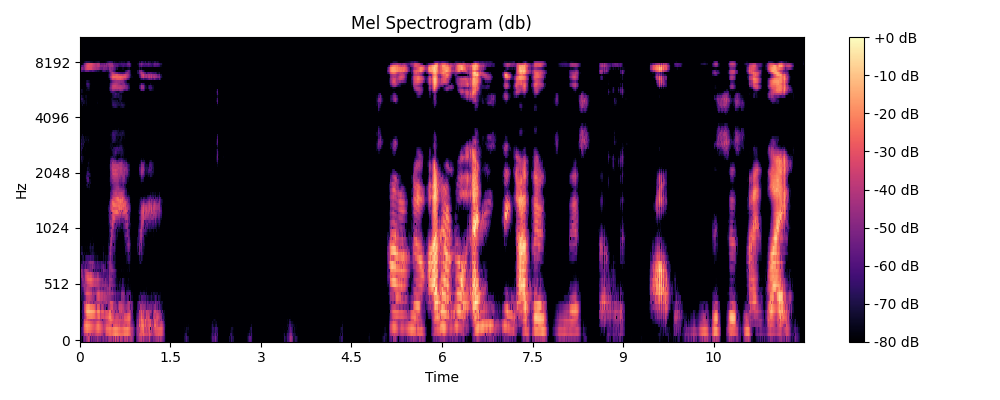 Mel Spectrogram (db)
8192
4096
2048
1024
512
0
Hz
0 1.5 3 4.5 6 7.5 9 10
Time
+0 dB
-10 dB
-20 dB
-30 dB
-40 dB
-50 dB
-60 dB
-70 dB
-80 dB